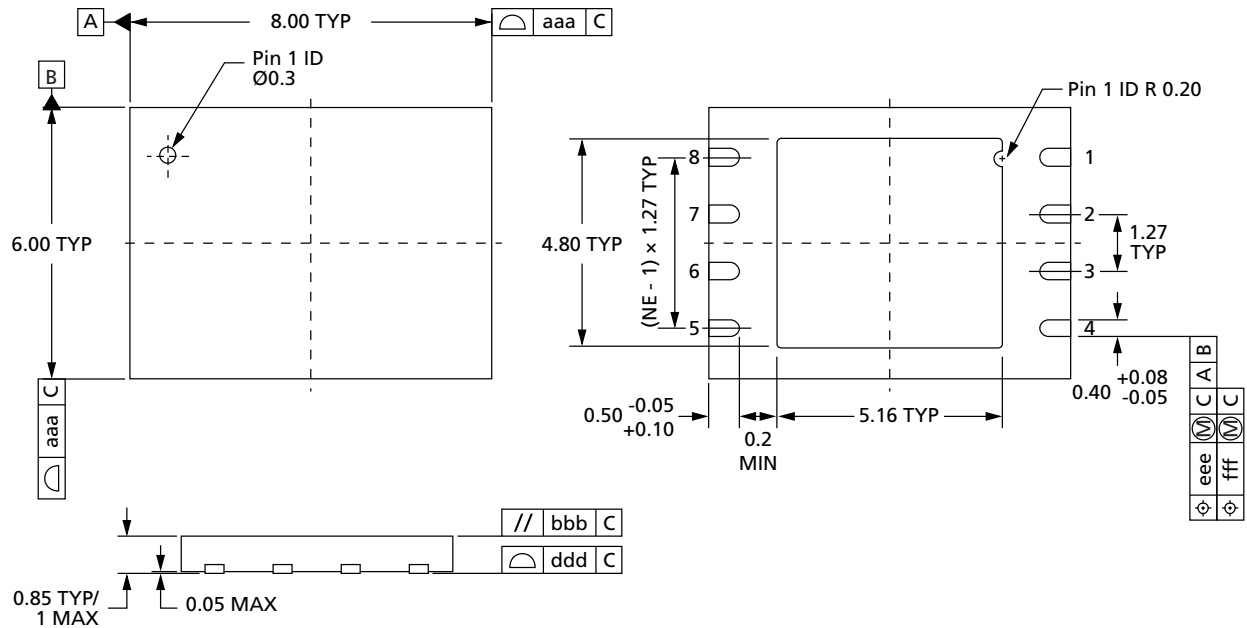 A
8.00 TYP
aaa C
Pin 1 ID
Ø0.3
B
6.00 TYP
aaa C
Pin 1 ID R 0.20
8
7
6
5
1
2
3
4
4.80 TYP
(NE - 1) × 1.27 TYP
1.27
TYP
0.50 -0.05
+0.10
0.2
MIN
5.16 TYP
0.40 +0.08
-0.05
eee Ⓜ C A B
fff Ⓜ C
// bbb C
ddd C
0.85 TYP/
1 MAX
0.05 MAX